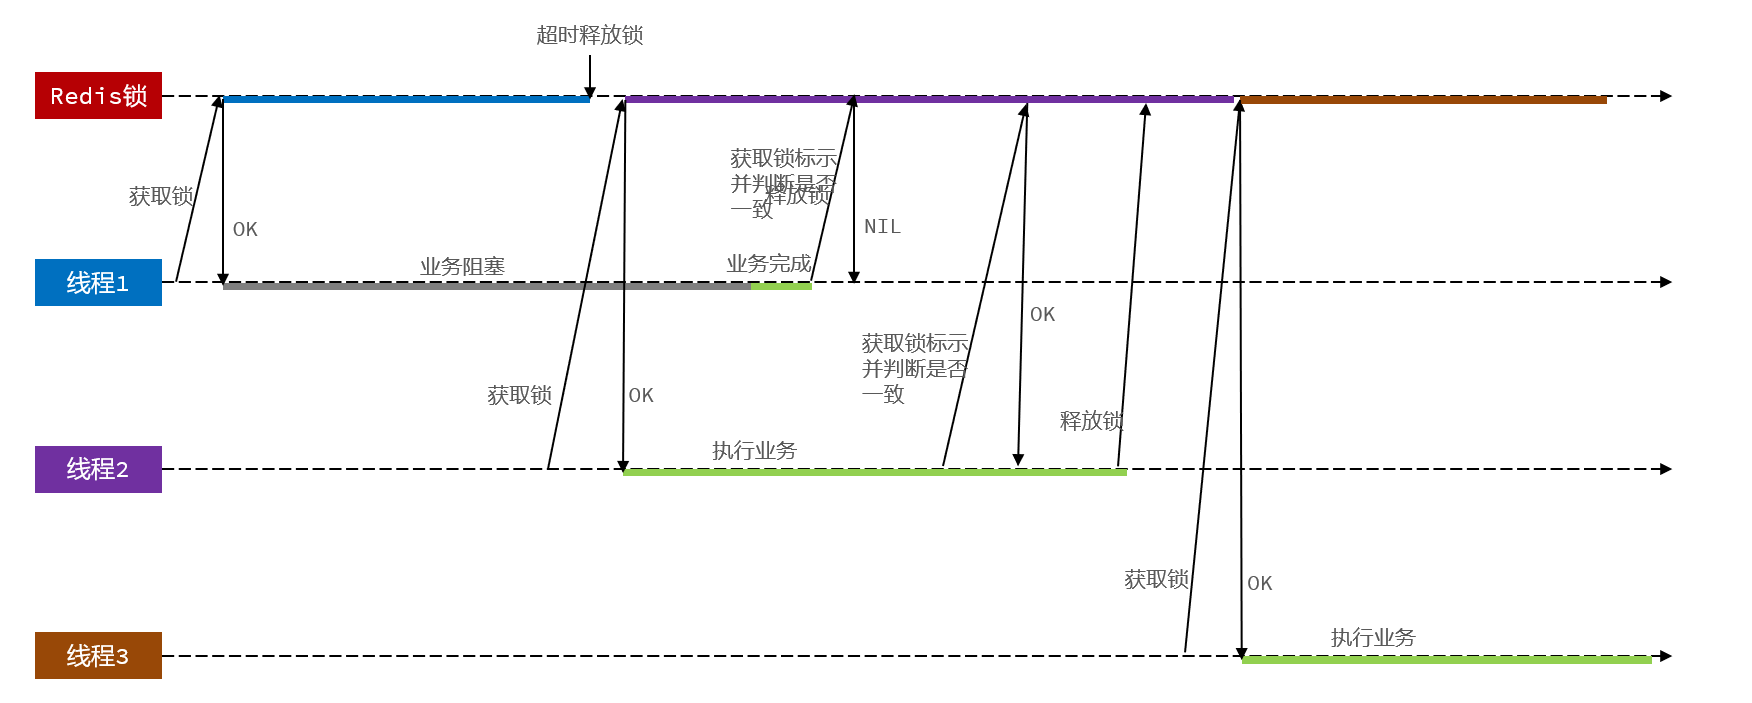 超时释放锁
Redis锁
获取锁标示
并判断是否
一致
释放锁
获取锁
OK
NIL
业务阻塞
业务完成
线程1
OK
获取锁标示
并判断是否
一致
获取锁
OK
释放锁
执行业务
线程2
获取锁
OK
执行业务
线程3